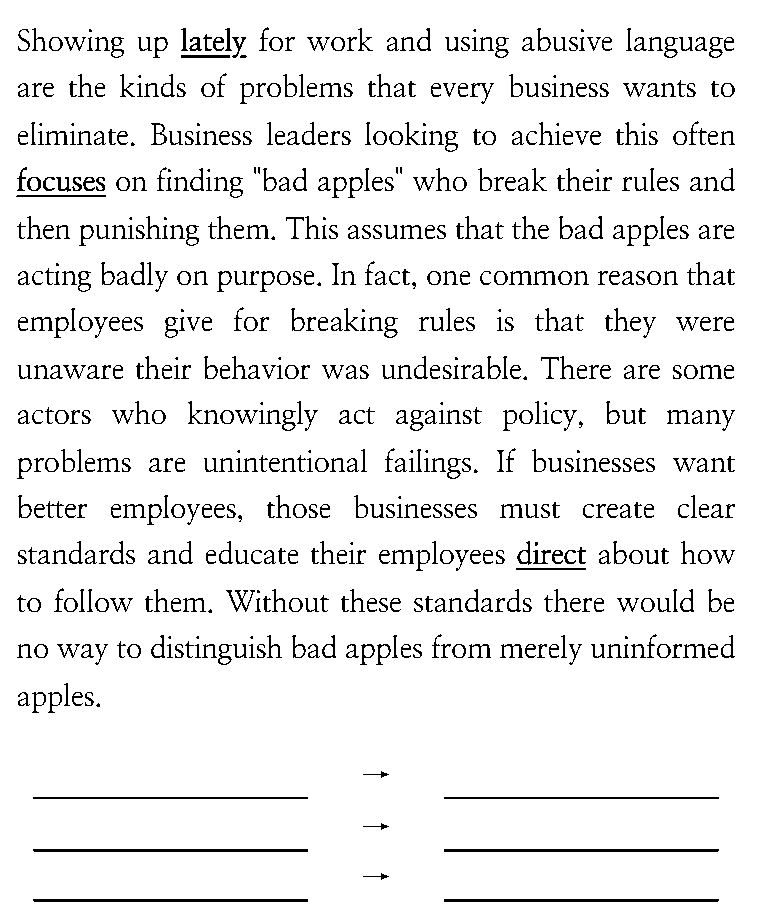 Showing up lately for work and using abusive language
are the kinds of problems that every business wants to
eliminate. Business leaders looking to achieve this often
focuses on finding "bad apples" who break their rules and
then punishing them. This assumes that the bad apples are
acting badly on purpose. In fact, one common reason that
employees give for breaking rules is that they were
unaware their behavior was undesirable. There are some
actors who knowingly act against policy, but many
problems are unintentional failings. If businesses want
better employees, those businesses must create clear
standards and educate their employees direct about how
to follow them. Without these standards there would be
no way to distinguish bad apples from merely uninformed
apples.
→
→
→